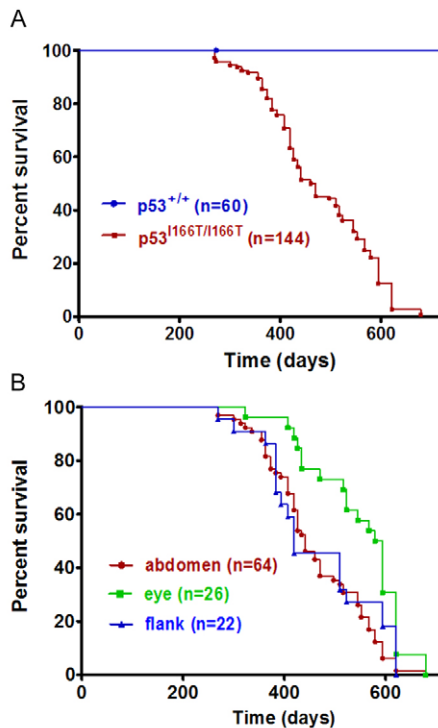 A
Percent survival
100
80
60
40
20
0
p53+/+ (n=60)
p53I166T/I166T (n=144)
0 200 400 600
Time (days)
B
Percent survival
100
80
60
40
20
0
abdomen (n=64)
eye (n=26)
flank (n=22)
0 200 400 600
Time (days)